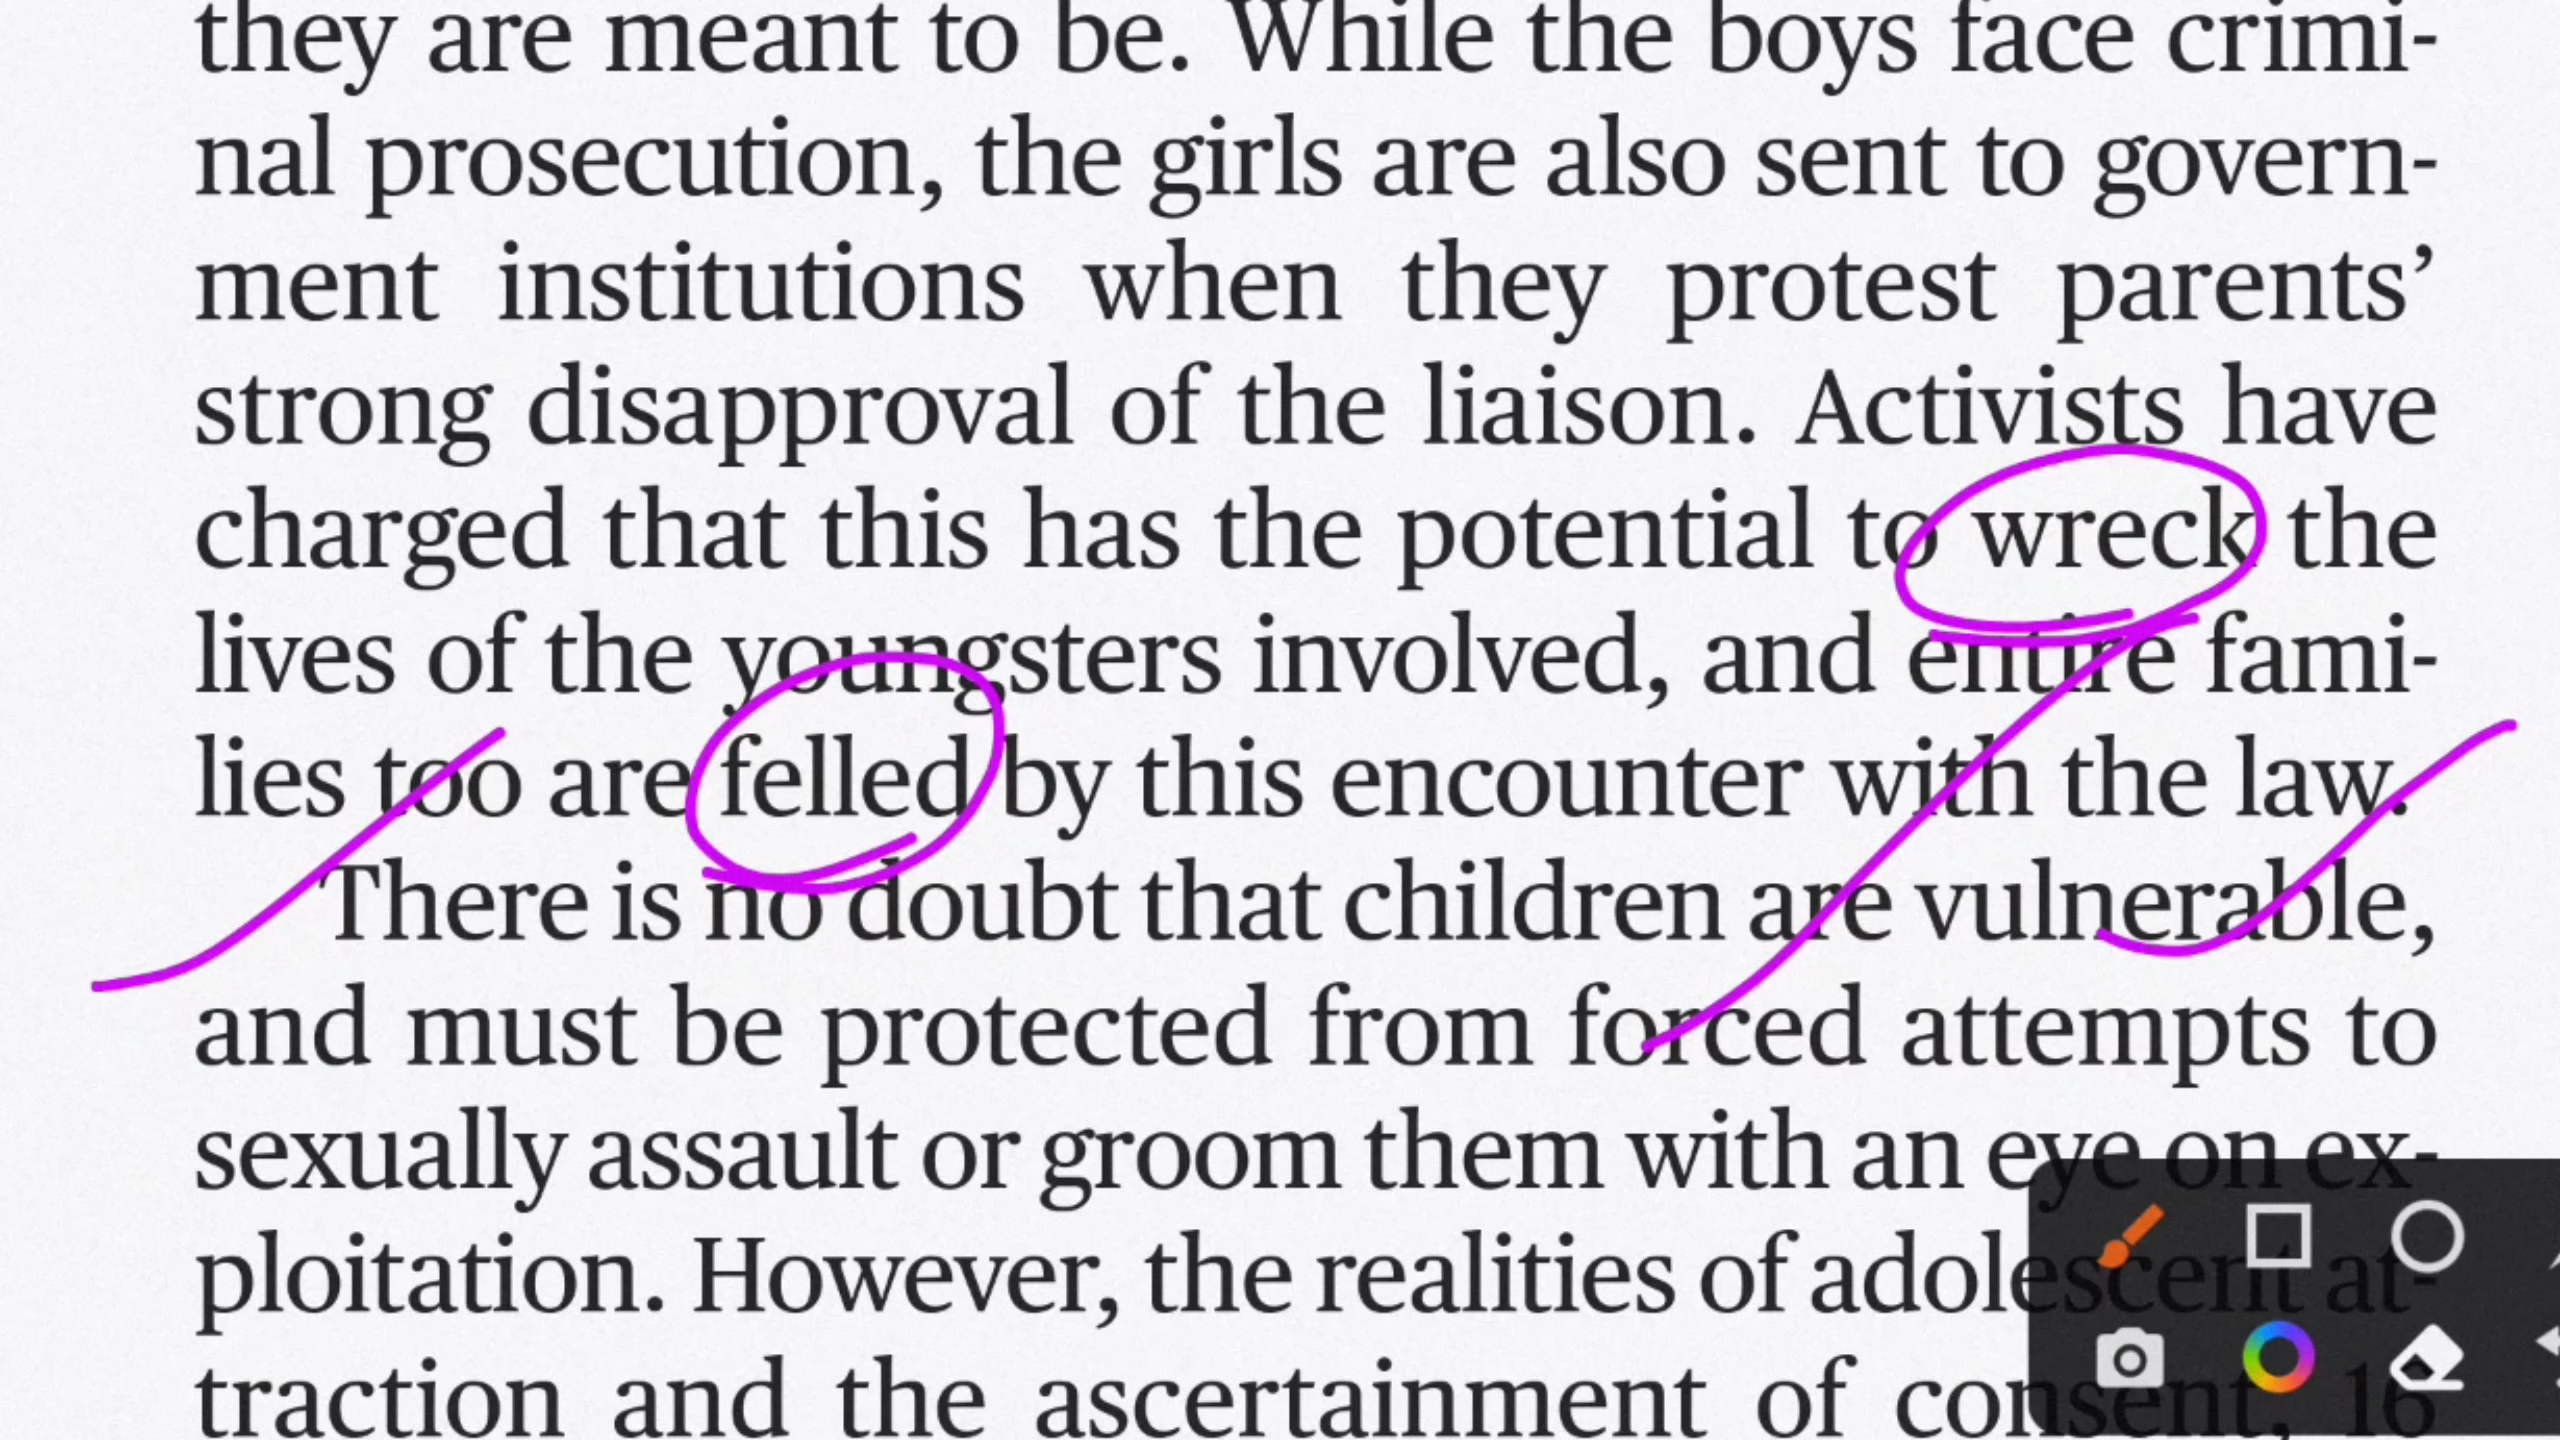 they are meant to be. While the boys face crimi-
nal prosecution, the girls are also sent to govern-
ment institutions when they protest parents’
strong disapproval of the liaison. Activists have
charged that this has the potential to wreck the
lives of the youngsters involved, and entire fami-
lies too are felled by this encounter with the law.
There is no doubt that children are vulnerable,
and must be protected from forced attempts to
sexually assault or groom them with an eye on ex-
ploitation. However, the realities of adolescent at-
traction and the ascertainment of consent, 16